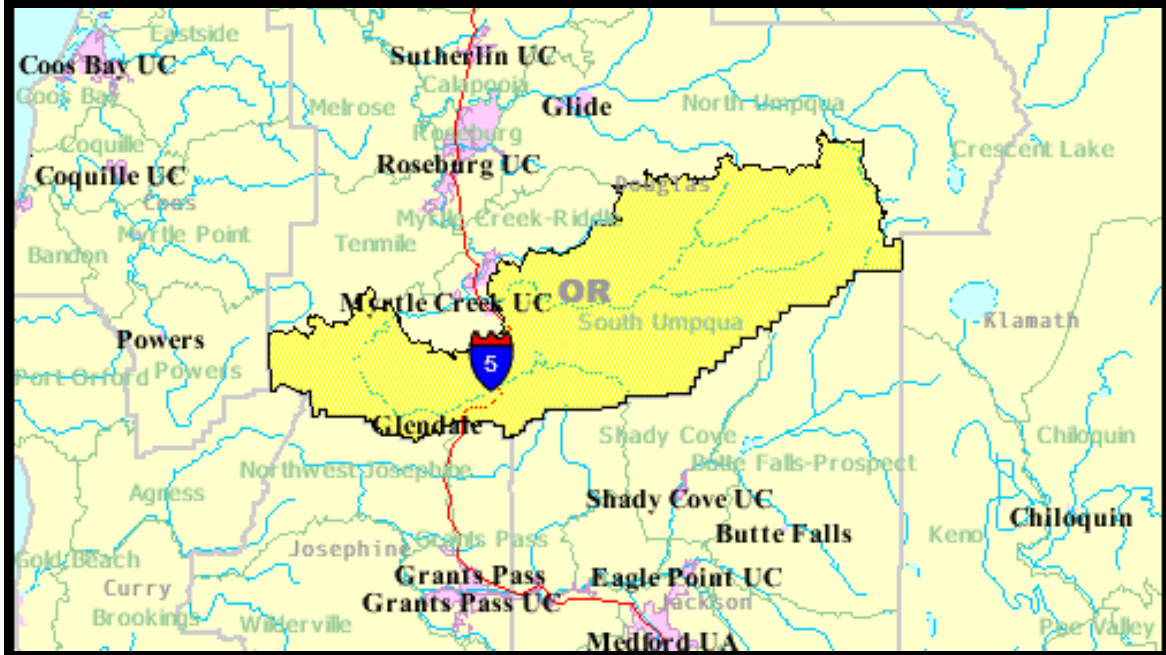 Eastside
Sutherlin UC
Coos Bay UC
Calapooia
Coos Bay
Melrose
Glide
North Umpqua
Roseburg
Coquille
Crescent Lake
Roseburg UC
Coquille UC
Douglas
Coos
Myrtle Creek-Riddle
Myrtle Point
Tenmile
Bandon
OR
Myrtle Creek UC
South Umpqua
Klamath
Powers
5
Port Orford
Powers
Glendale
Shady Cove
Chiloquin
Northwest Josephine
Butte Falls-Prospect
Agness
Shady Cove UC
Chiloquin
Butte Falls
Keno
Grants Pass
Josephine
Gold Beach
Grants Pass
Eagle Point UC
Curry
Grants Pass UC
Jackson
Brookings
Wilderville
Poe Valley
Medford UA